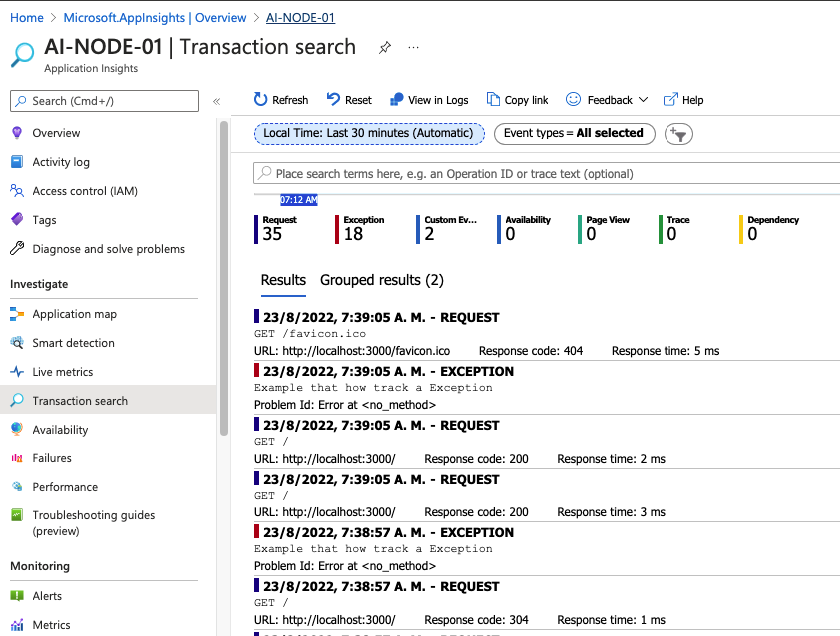 Home > Microsoft.AppInsights | Overview > AI-NODE-01
AI-NODE-01 | Transaction search
Application Insights
Search (Cmd+/)
Overview
Activity log
Access control (IAM)
Tags
Diagnose and solve problems
Investigate
Application map
Smart detection
Live metrics
Transaction search
Availability
Failures
Performance
Troubleshooting guides
(preview)
Monitoring
Alerts
Metrics
Refresh Reset View in Logs Copy link Feedback Help
Local Time: Last 30 minutes (Automatic) Event types = All selected
Place search terms here, e.g. an Operation ID or trace text (optional)
07:12 AM
Request Exception Custom Ev... Availability Page View Trace Dependency
35 18 2 0 0 0 0
Results Grouped results (2)
23/8/2022, 7:39:05 A. M. - REQUEST
GET /favicon.ico
URL: http://localhost:3000/favicon.ico Response code: 404 Response time: 5 ms
23/8/2022, 7:39:05 A. M. - EXCEPTION
Example that how track a Exception
Problem Id: Error at <no_method>
23/8/2022, 7:39:05 A. M. - REQUEST
GET /
URL: http://localhost:3000/ Response code: 200 Response time: 2 ms
23/8/2022, 7:39:05 A. M. - REQUEST
GET /
URL: http://localhost:3000/ Response code: 200 Response time: 3 ms
23/8/2022, 7:38:57 A. M. - EXCEPTION
Example that how track a Exception
Problem Id: Error at <no_method>
23/8/2022, 7:38:57 A. M. - REQUEST
GET /
URL: http://localhost:3000/ Response code: 304 Response time: 1 ms